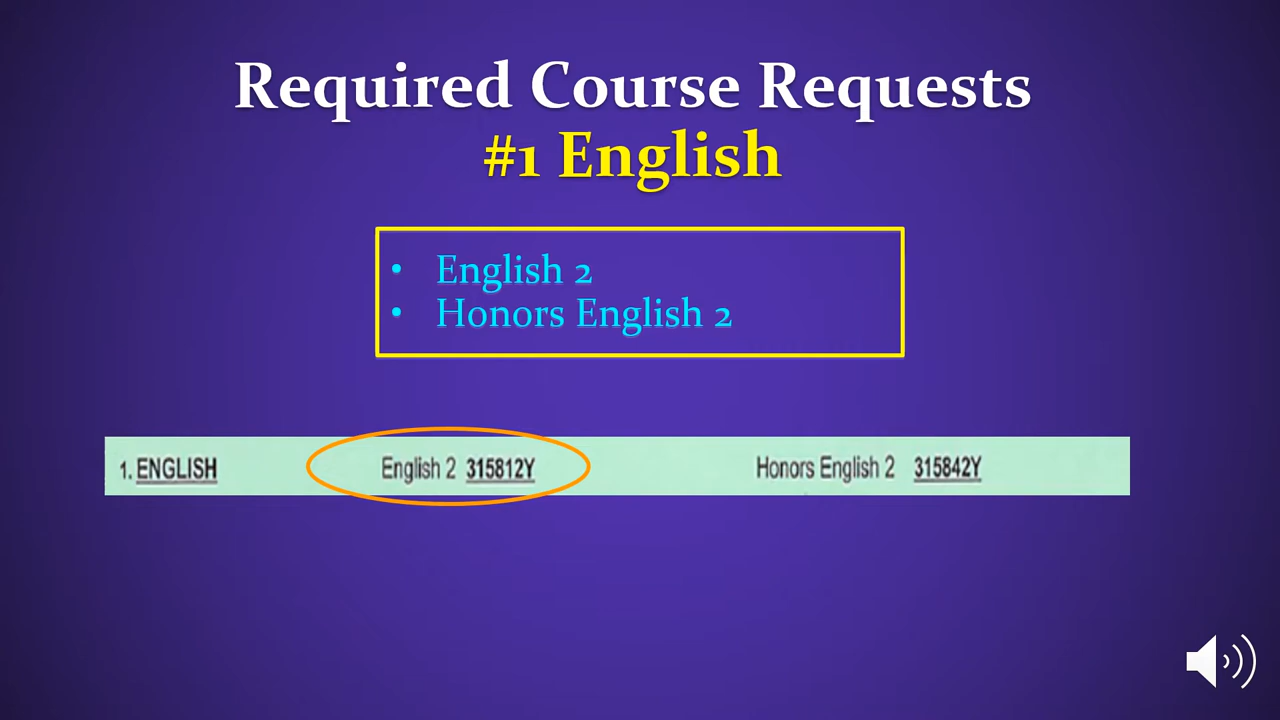 Required Course Requests
#1 English
• English 2
• Honors English 2
1. ENGLISH English 2 315812Y Honors English 2 315842Y